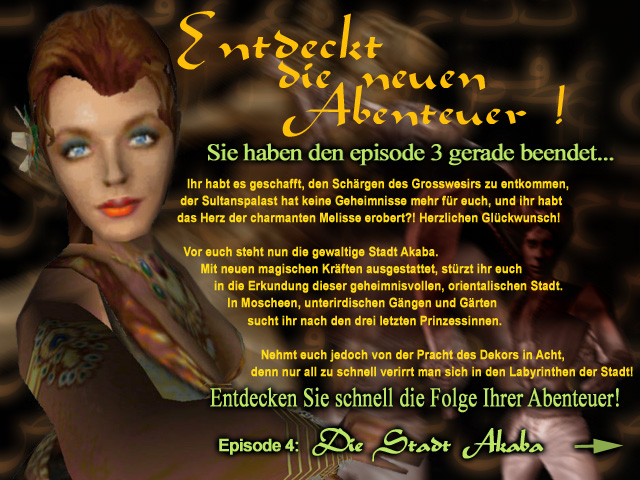 Entdeckt
die neuen
Abenteuer !
Sie haben den episode 3 gerade beendet...
Ihr habt es geschafft, den Schärgen des Grosswesirs zu entkommen,
der Sultanspalast hat keine Geheimnisse mehr für euch, und ihr habt
das Herz der charmanten Melisse erobert?! Herzlichen Glückwunsch!
Vor euch steht nun die gewaltige Stadt Akaba.
Mit neuen magischen Kräften ausgestattet, stürzt ihr euch
in die Erkundung dieser geheimnisvollen, orientalischen Stadt.
In Moscheen, unterirdischen Gängen und Gärten
sucht ihr nach den drei letzten Prinzessinnen.
Nehmt euch jedoch von der Pracht des Dekors in Acht,
denn nur all zu schnell verirrt man sich in den Labyrinthen der Stadt!
Entdecken Sie schnell die Folge Ihrer Abenteuer!
Episode 4: Die Stadt Akaba